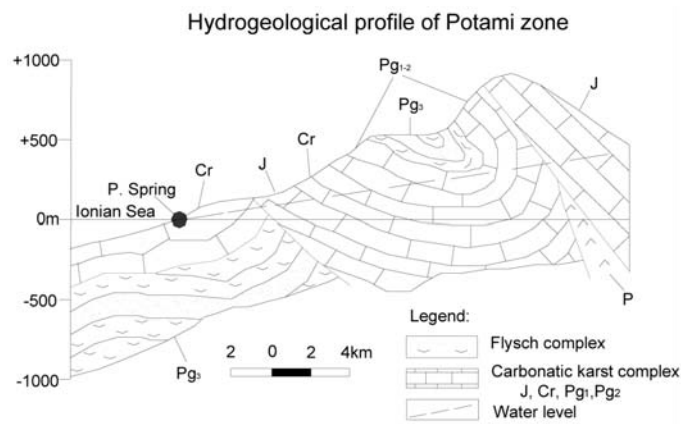 Hydrogeological profile of Potami zone
+1000
+500
0m
-500
-1000
Pg1-2
J
Pg3
Cr
J
Cr
P. Spring
Ionian Sea
P
Pg3
2 0 2 4km
Legend:
Flysch complex
Carbonatic karst complex
J, Cr, Pg1,Pg2
Water level